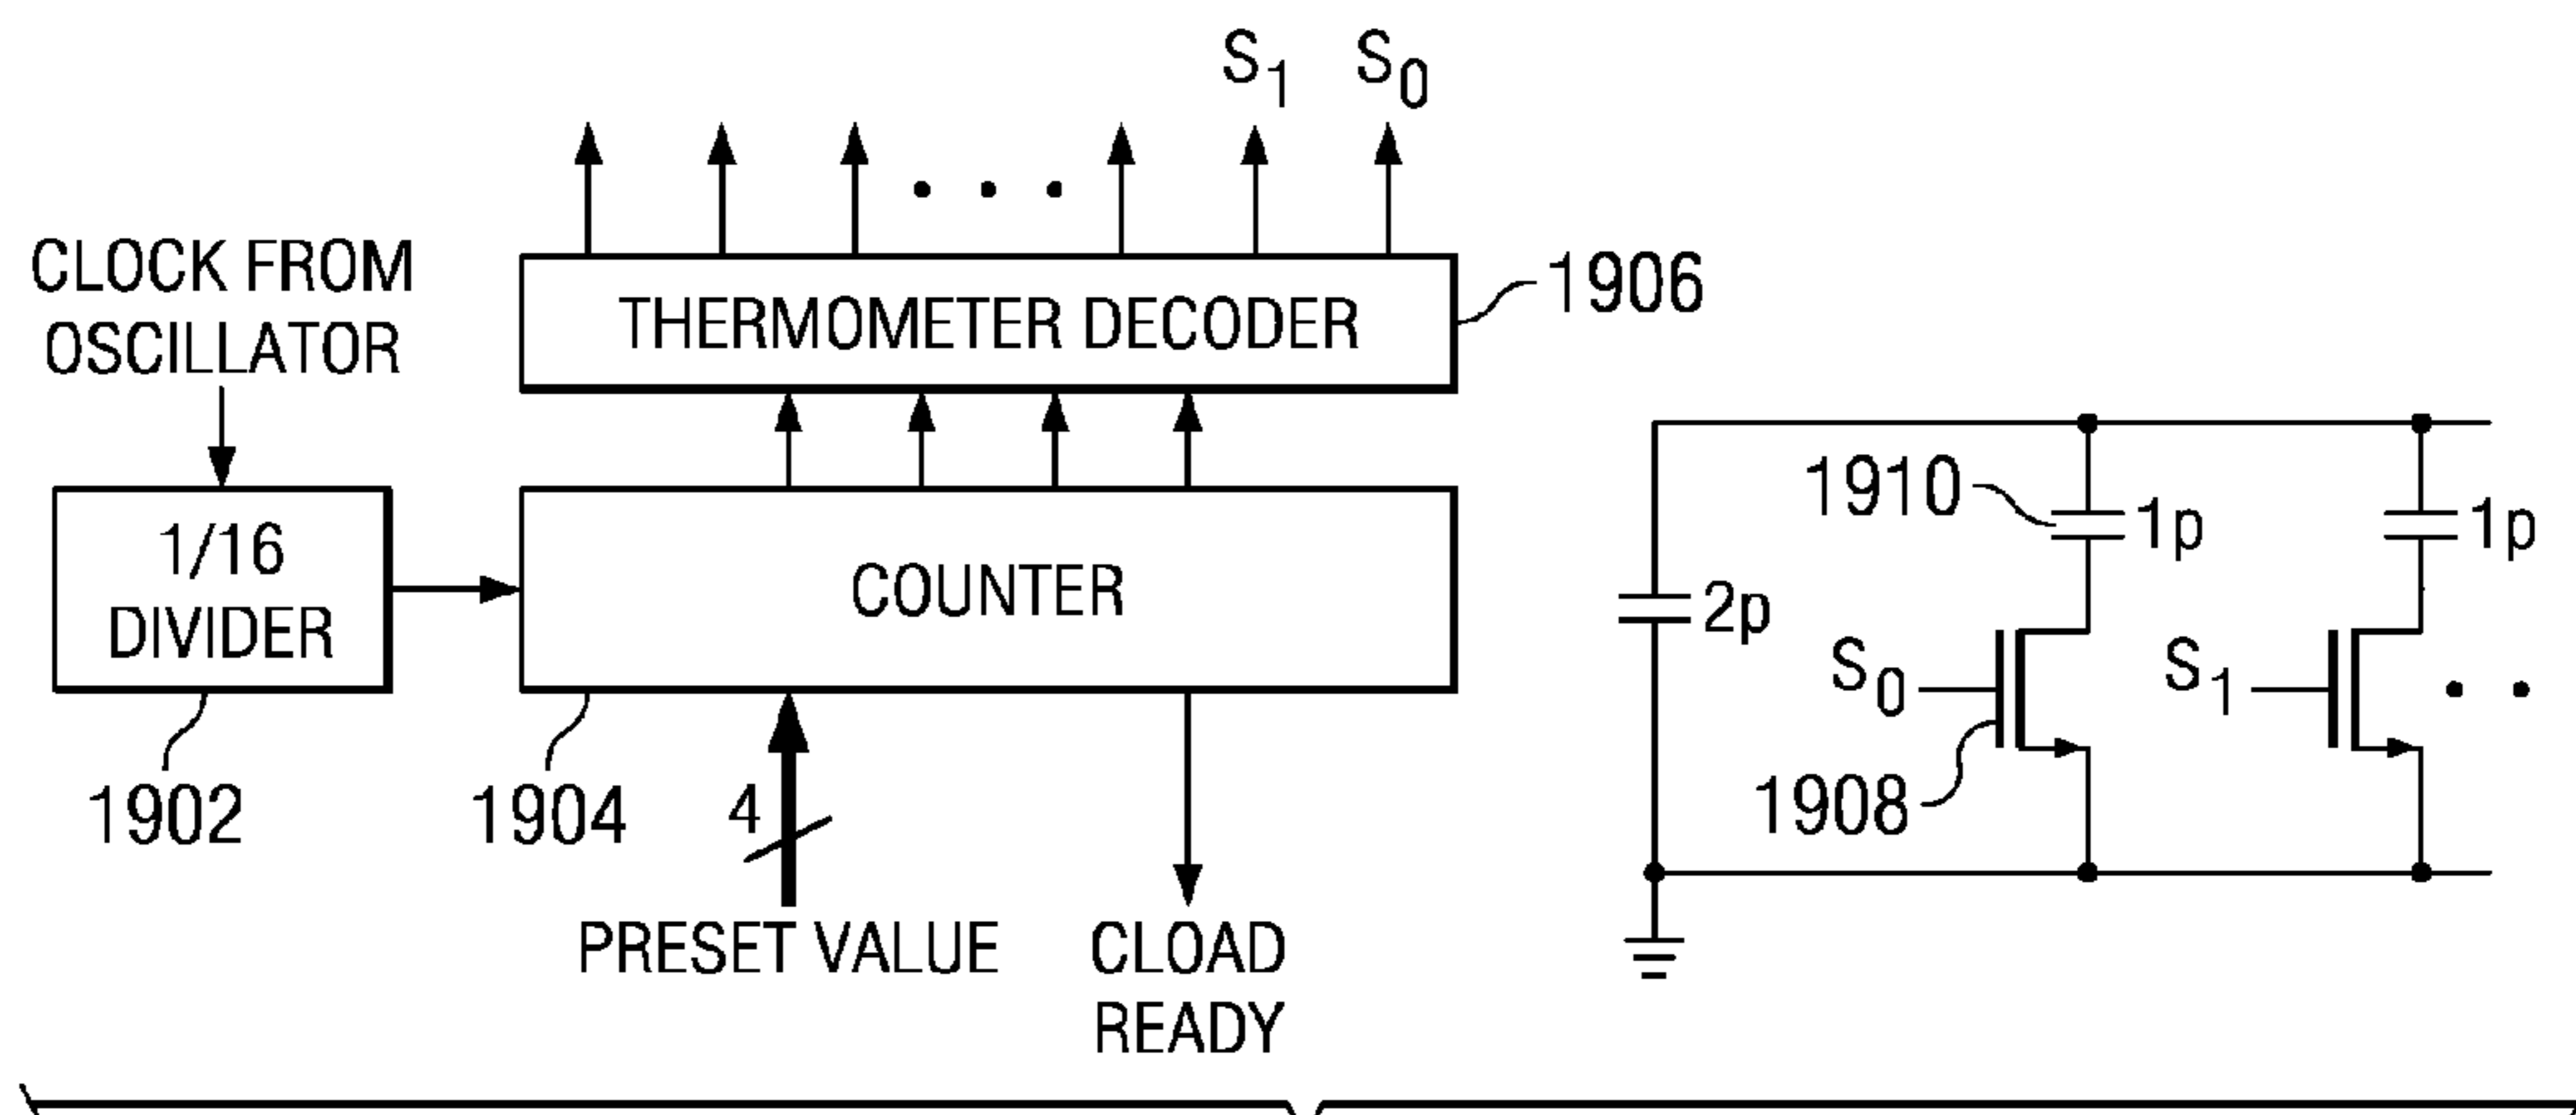 S1 S0
CLOCK FROM
OSCILLATOR
THERMOMETER DECODER
1906
1/16
DIVIDER
COUNTER
1910
1p
1p
2p
S0
S1
1902
1904
4
1908
PRESET VALUE
CLOAD
READY